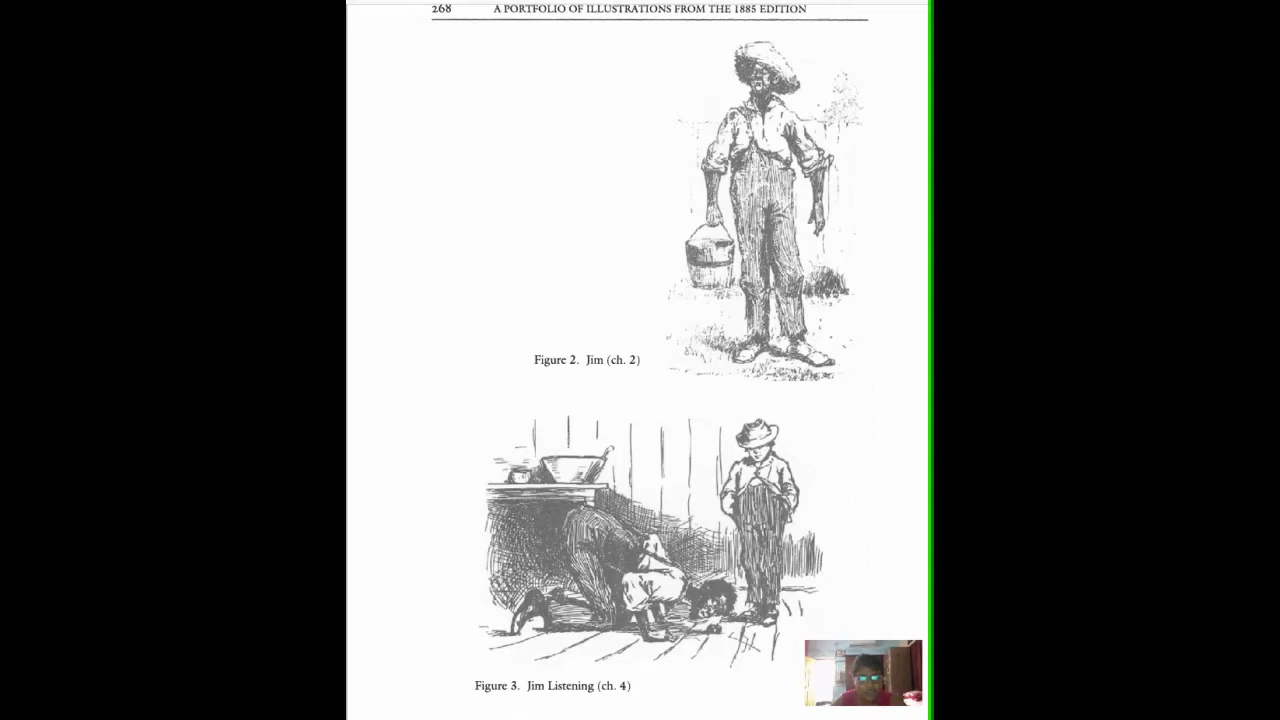 268 A PORTFOLIO OF ILLUSTRATIONS FROM THE 1885 EDITION
Figure 2. Jim (ch. 2)
Figure 3. Jim Listening (ch. 4)